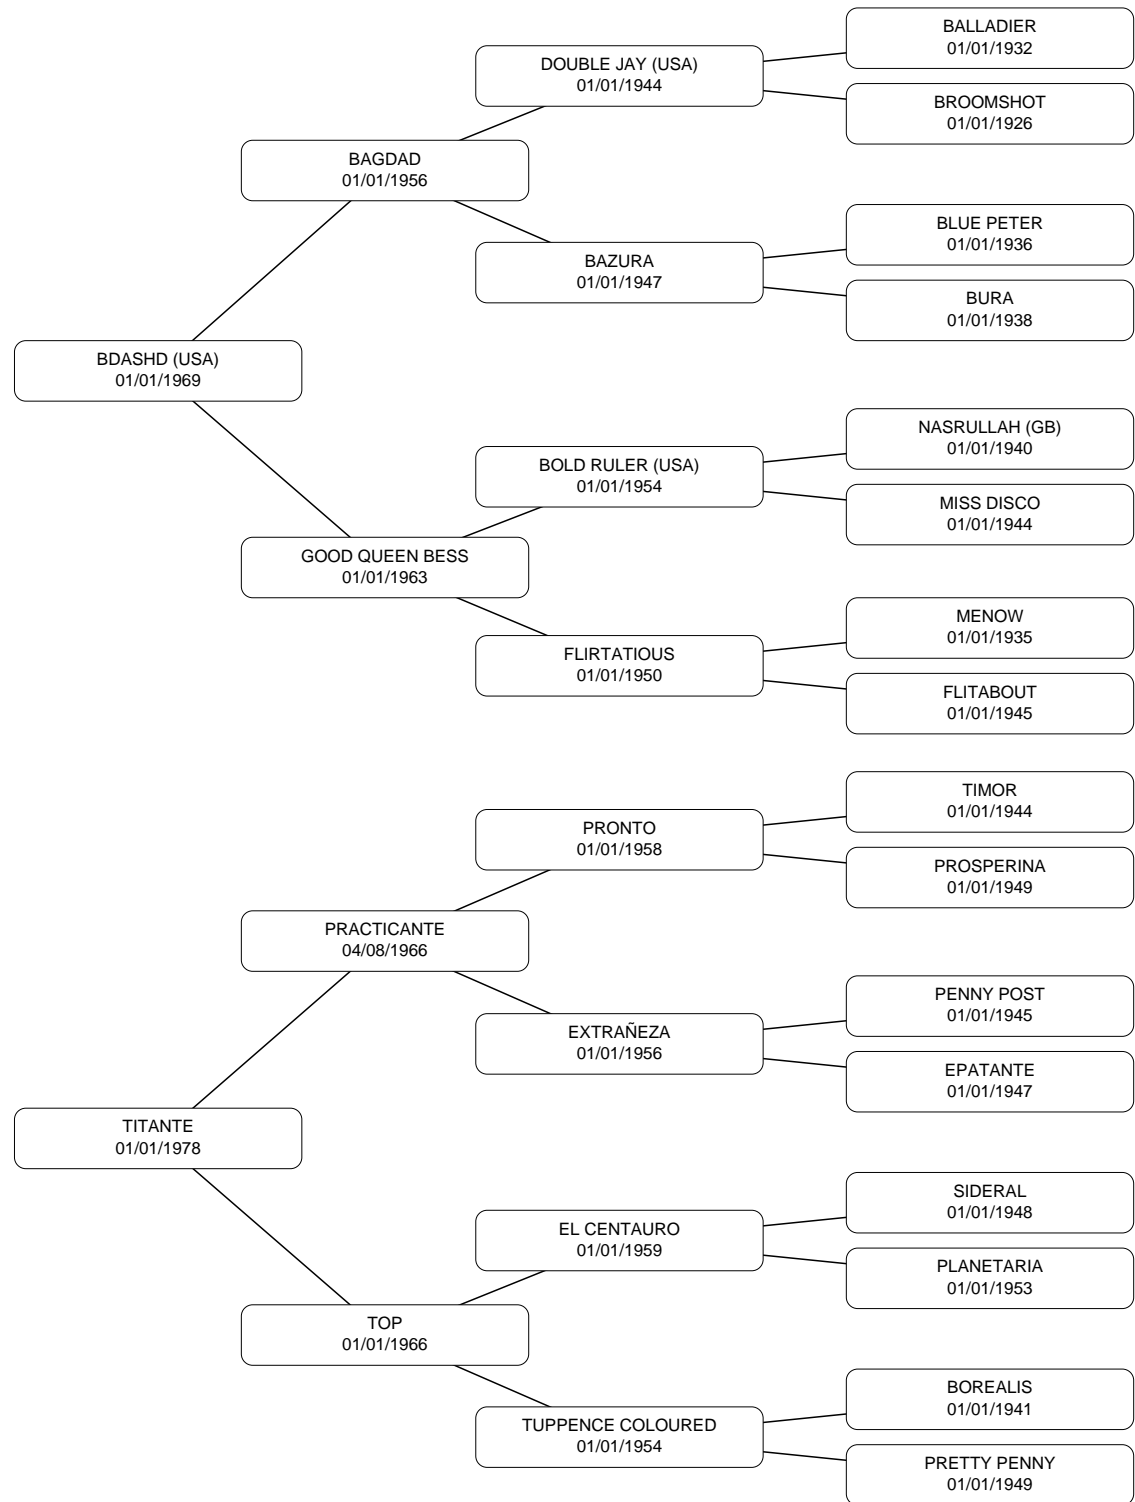 BALLADIER
01/01/1932
DOUBLE JAY (USA)
01/01/1944
BROOMSHOT
01/01/1926
BAGDAD
01/01/1956
BLUE PETER
01/01/1936
BAZURA
01/01/1947
BURA
01/01/1938
BDASHD (USA)
01/01/1969
NASRULLAH (GB)
01/01/1940
BOLD RULER (USA)
01/01/1954
MISS DISCO
01/01/1944
GOOD QUEEN BESS
01/01/1963
MENOW
01/01/1935
FLIRTATIOUS
01/01/1950
FLITABOUT
01/01/1945
TIMOR
01/01/1944
PRONTO
01/01/1958
PROSPERINA
01/01/1949
PRACTICANTE
04/08/1966
PENNY POST
01/01/1945
EXTRAÑEZA
01/01/1956
EPATANTE
01/01/1947
TITANTE
01/01/1978
SIDERAL
01/01/1948
EL CENTAURO
01/01/1959
PLANETARIA
01/01/1953
TOP
01/01/1966
BOREALIS
01/01/1941
TUPPENCE COLOURED
01/01/1954
PRETTY PENNY
01/01/1949